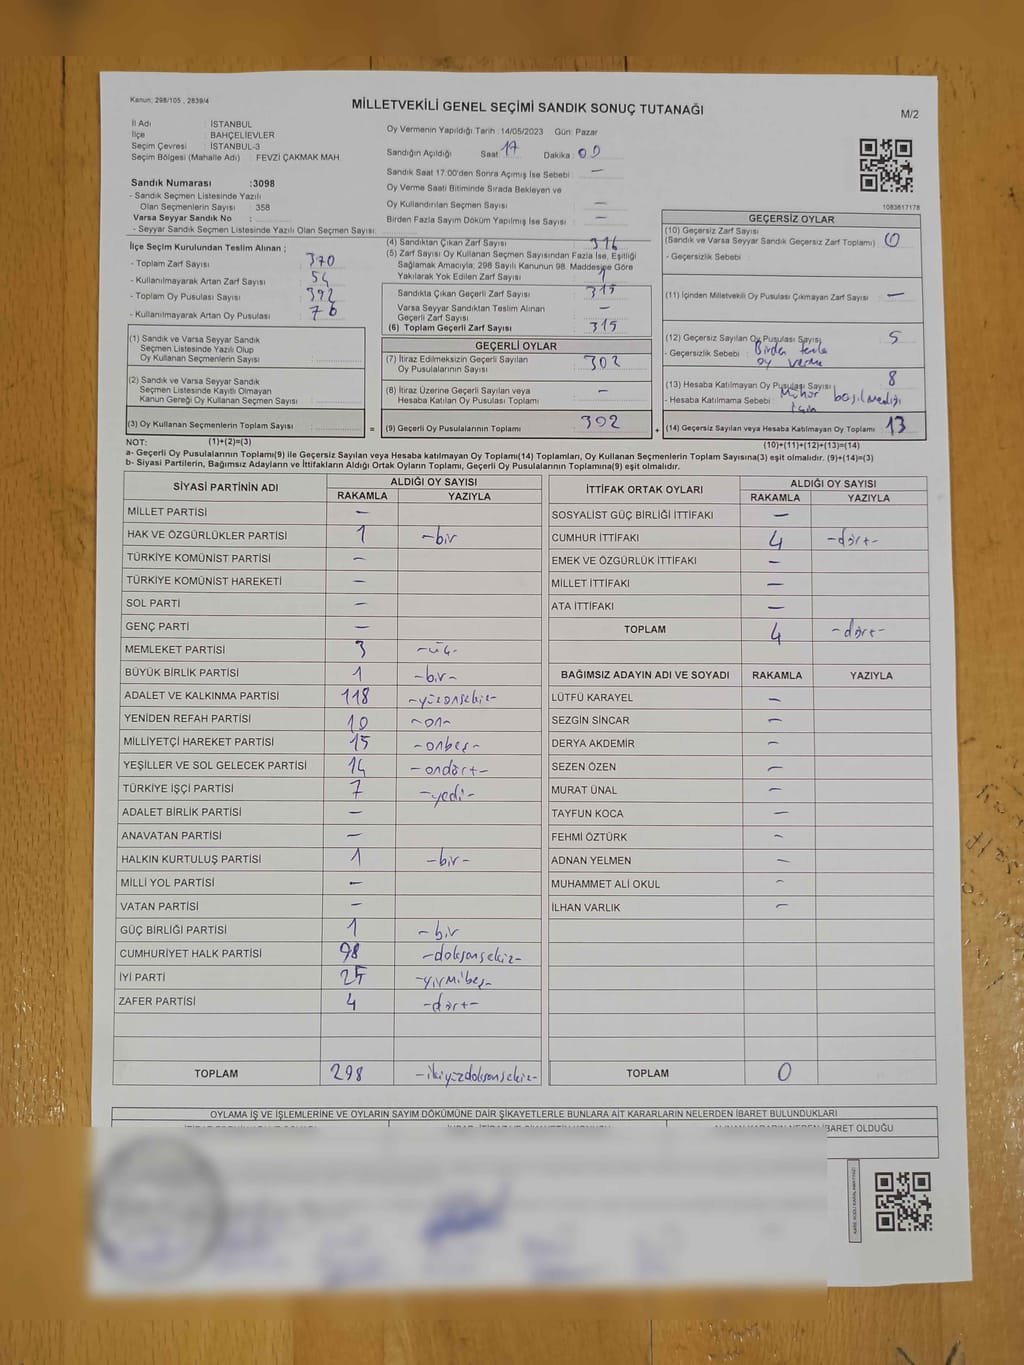 Kanun; 298/105 , 2839/4
MİLLETVEKİLİ GENEL SEÇİMİ SANDIK SONUÇ TUTANAĞI
M/2
İl Adı : İSTANBUL
İlçe : BAHÇELİEVLER
Seçim Çevresi : İSTANBUL-3
Seçim Bölgesi (Mahalle Adı) : FEVZİ ÇAKMAK MAH.
Sandık Numarası :3098
- Sandık Seçmen Listesinde Yazılı
Olan Seçmenlerin Sayısı : 358
Varsa Seyyar Sandık No :
- Seyyar Sandık Seçmen Listesinde Yazılı Olan Seçmen Sayısı:
Oy Vermenin Yapıldığı Tarih : 14/05/2023 Gün: Pazar
Sandığın Açıldığı Saat: 17 Dakika : 00
Sandık Saat 17:00'den Sonra Açımış İse Sebebi : —
Oy Verme Saati Bitiminde Sırada Bekleyen ve
Oy Kullandırılan Seçmen Sayısı : —
Birden Fazla Sayım Döküm Yapılmış İse Sayısı : —
1083617178
İlçe Seçim Kurulundan Teslim Alınan ;
- Toplam Zarf Sayısı : 370
- Kullanılmayarak Artan Zarf Sayısı : 54
- Toplam Oy Pusulası Sayısı : 392
- Kullanılmayarak Artan Oy Pusulası : 76
(1) Sandık ve Varsa Seyyar Sandık
Seçmen Listesinde Yazılı Olup
Oy Kullanan Seçmenlerin Sayısı :
(2) Sandık ve Varsa Seyyar Sandık
Seçmen Listesinde Kayıtlı Olmayan
Kanun Gereği Oy Kullanan Seçmen Sayısı :
(3) Oy Kullanan Seçmenlerin Toplam Sayısı :
(4) Sandıktan Çıkan Zarf Sayısı : 316
(5) Zarf Sayısı Oy Kullanan Seçmen Sayısından Fazla İse, Eşitliği
Sağlamak Amacıyla; 298 Sayılı Kanunun 98. Maddesine Göre
Yakılarak Yok Edilen Zarf Sayısı : 1
Sandıkta Çıkan Geçerli Zarf Sayısı : 315
Varsa Seyyar Sandıktan Teslim Alınan
Geçerli Zarf Sayısı : —
(6) Toplam Geçerli Zarf Sayısı : 315
GEÇERLİ OYLAR
(7) İtiraz Edilmeksizin Geçerli Sayılan
Oy Pusulalarının Sayısı : 302
(8) İtiraz Üzerine Geçerli Sayılan veya
Hesaba Katılan Oy Pusulası Toplamı : —
= (9) Geçerli Oy Pusulalarının Toplamı : 302
GEÇERSİZ OYLAR
(10) Geçersiz Zarf Sayısı
(Sandık ve Varsa Seyyar Sandık Geçersiz Zarf Toplamı) : 0
- Geçersizlik Sebebi :
(11) İçinden Milletvekili Oy Pusulası Çıkmayan Zarf Sayısı : —
(12) Geçersiz Sayılan Oy Pusulası Sayısı : 5
- Geçersizlik Sebebi : Birden fazla
oy verme
(13) Hesaba Katılmayan Oy Pusulası Sayısı : 8
- Hesaba Katılmama Sebebi : Mühür basılmadığı
için
+ (14) Geçersiz Sayılan veya Hesaba Katılmayan Oy Toplamı : 13
NOT: (1)+(2)=(3)
(10)+(11)+(12)+(13)=(14)
a- Geçerli Oy Pusulalarının Toplamı(9) ile Geçersiz Sayılan veya Hesaba katılmayan Oy Toplamı(14) Toplamları, Oy Kullanan Seçmenlerin Toplam Sayısına(3) eşit olmalıdır. (9)+(14)=(3)
b- Siyasi Partilerin, Bağımsız Adayların ve İttifakların Aldığı Ortak Oyların Toplamı, Geçerli Oy Pusulalarının Toplamına(9) eşit olmalıdır.
SİYASİ PARTİNİN ADI ALDIĞI OY SAYISI
RAKAMLA YAZIYLA
MİLLET PARTİSİ —
HAK VE ÖZGÜRLÜKLER PARTİSİ 1 -bir
TÜRKİYE KOMÜNİST PARTİSİ —
TÜRKİYE KOMÜNİST HAREKETİ —
SOL PARTİ —
GENÇ PARTİ —
MEMLEKET PARTİSİ 3 -üç-
BÜYÜK BİRLİK PARTİSİ 1 -bir-
ADALET VE KALKINMA PARTİSİ 118 -yüzonsekiz-
YENİDEN REFAH PARTİSİ 10 -on-
MİLLİYETÇİ HAREKET PARTİSİ 15 -onbeş-
YEŞİLLER VE SOL GELECEK PARTİSİ 14 -ondört-
TÜRKİYE İŞÇİ PARTİSİ 7 -yedi-
ADALET BİRLİK PARTİSİ —
ANAVATAN PARTİSİ —
HALKIN KURTULUŞ PARTİSİ 1 -bir-
MİLLİ YOL PARTİSİ —
VATAN PARTİSİ —
GÜÇ BİRLİĞİ PARTİSİ 1 -bir
CUMHURİYET HALK PARTİSİ 98 -doksansekiz-
İYİ PARTİ 25 -yirmibeş-
ZAFER PARTİSİ 4 -dört-
TOPLAM 298 -ikiyüzdoksansekiz-
İTTİFAK ORTAK OYLARI ALDIĞI OY SAYISI
RAKAMLA YAZIYLA
SOSYALİST GÜÇ BİRLİĞİ İTTİFAKI —
CUMHUR İTTİFAKI 4 -dört-
EMEK VE ÖZGÜRLÜK İTTİFAKI —
MİLLET İTTİFAKI —
ATA İTTİFAKI —
TOPLAM 4 -dört-
BAĞIMSIZ ADAYIN ADI VE SOYADI RAKAMLA YAZIYLA
LÜTFÜ KARAYEL —
SEZGİN SİNCAR —
DERYA AKDEMİR —
SEZEN ÖZEN —
MURAT ÜNAL —
TAYFUN KOCA —
FEHMİ ÖZTÜRK —
ADNAN YELMEN —
MUHAMMET ALİ OKUL —
İLHAN VARLIK —
TOPLAM 0
OYLAMA İŞ VE İŞLEMLERİNE VE OYLARIN SAYIM DÖKÜMÜNE DAİR ŞİKAYETLERLE BUNLARA AİT KARARLARIN NELERDEN İBARET BULUNDUKLARI
İBARET OLDUĞU